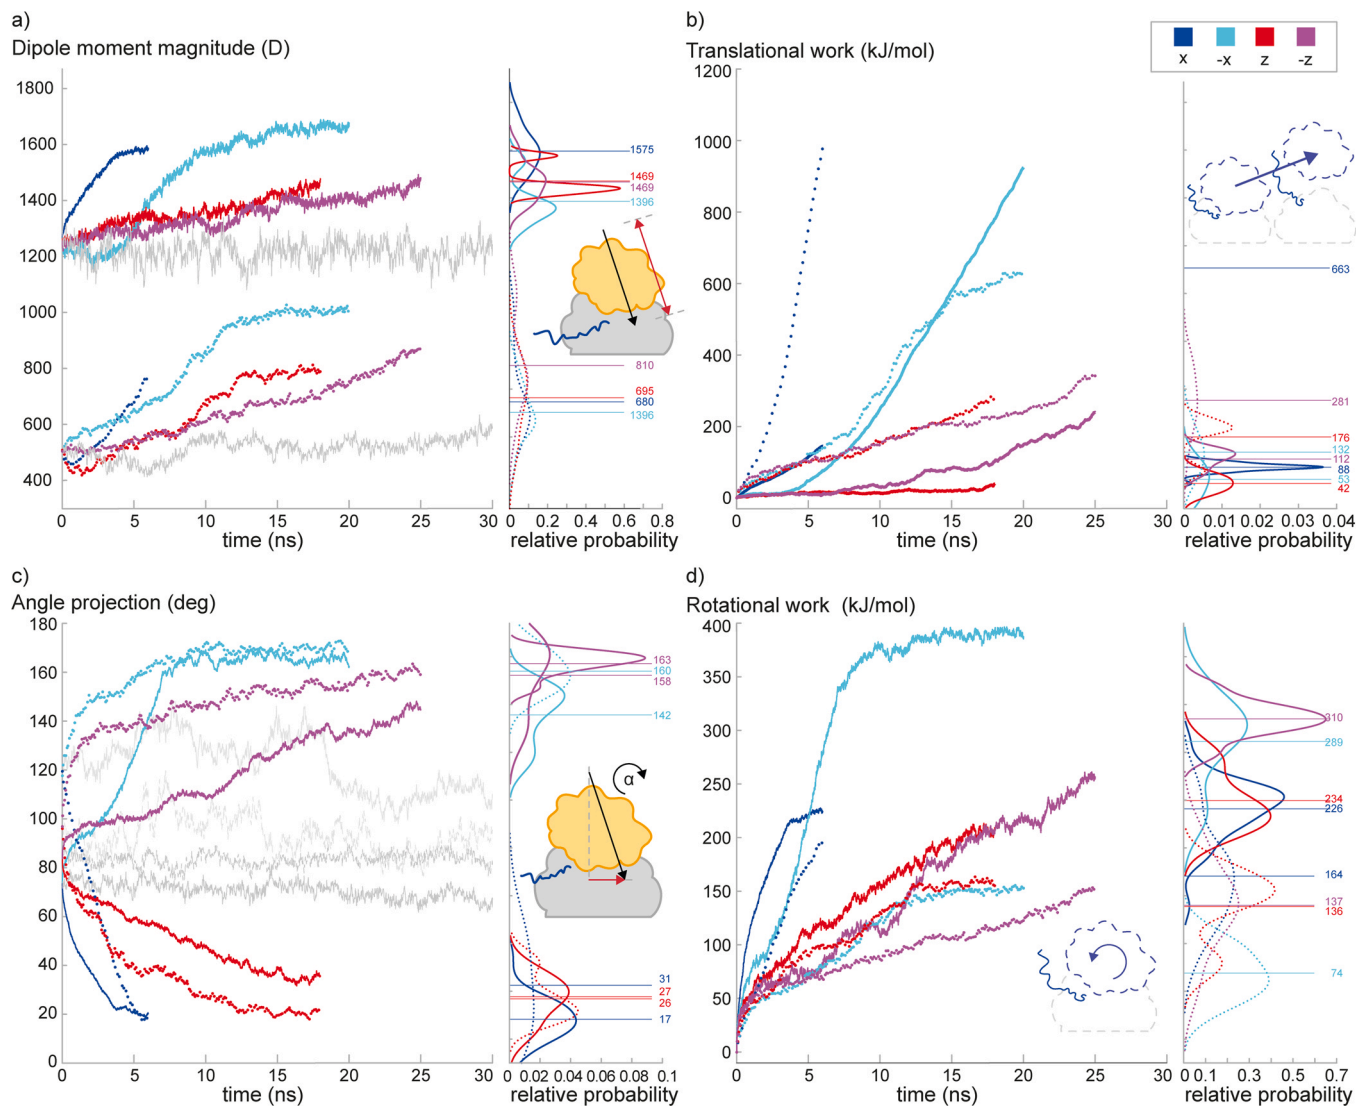 a)
Dipole moment magnitude (D)
1800
1600
1400
1200
1000
800
600
400
0 5 10 15 20 25 30
time (ns)
1575
1469
1469
1396
810
695
680
1396
0 0.2 0.4 0.6 0.8
relative probability
b)
Translational work (kJ/mol)
x -x z -z
1200
1000
800
600
400
200
0
0 5 10 15 20 25 30
time (ns)
663
281
176
132
112
88
53
42
0 0.01 0.02 0.03 0.04
relative probability
c)
Angle projection (deg)
180
160
140
120
100
80
60
40
20
0
0 5 10 15 20 25 30
time (ns)
163
160
158
142
α
31
27
26
17
0 0.02 0.04 0.06 0.08 0.1
relative probability
d)
Rotational work (kJ/mol)
400
350
300
250
200
150
100
50
0
0 5 10 15 20 25 30
time (ns)
310
289
234
226
164
137
136
74
0 0.1 0.3 0.5 0.7
relative probability